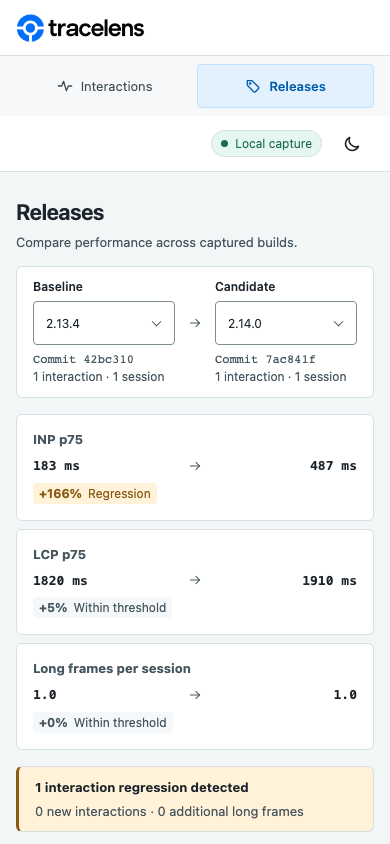 tracelens
Interactions
Releases
Local capture
Releases
Compare performance across captured builds.
Baseline
Candidate
2.13.4
→
2.14.0
Commit 42bc310
Commit 7ac841f
1 interaction · 1 session
1 interaction · 1 session
INP p75
183 ms → 487 ms
+166% Regression
LCP p75
1820 ms → 1910 ms
+5% Within threshold
Long frames per session
1.0 → 1.0
+0% Within threshold
1 interaction regression detected
0 new interactions · 0 additional long frames